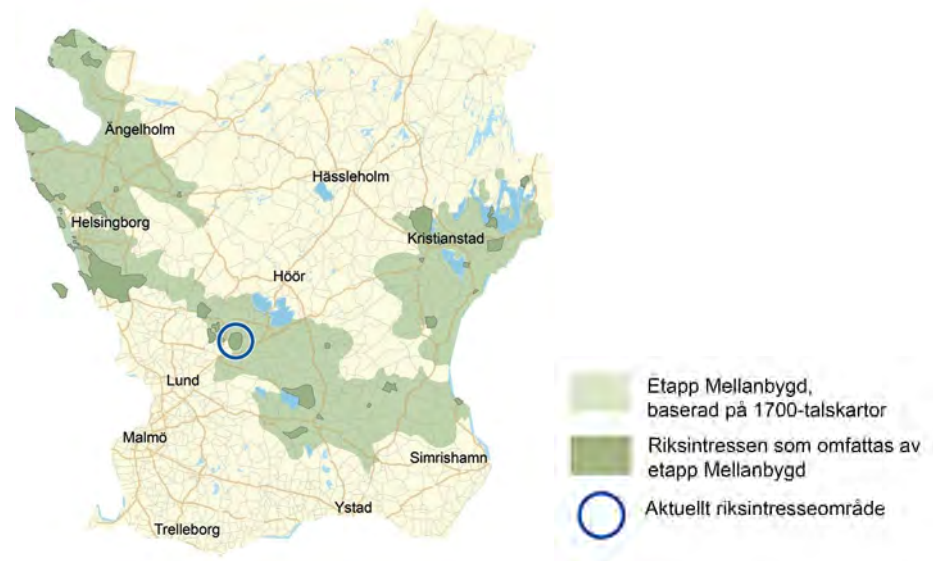 Ängelholm
Hässleholm
Helsingborg
Kristianstad
Höör
Lund
Malmö
Simrishamn
Ystad
Trelleborg
Etapp Mellanbygd,
baserad på 1700-talskartor
Riksintressen som omfattas av
etapp Mellanbygd
Aktuellt riksintresseområde